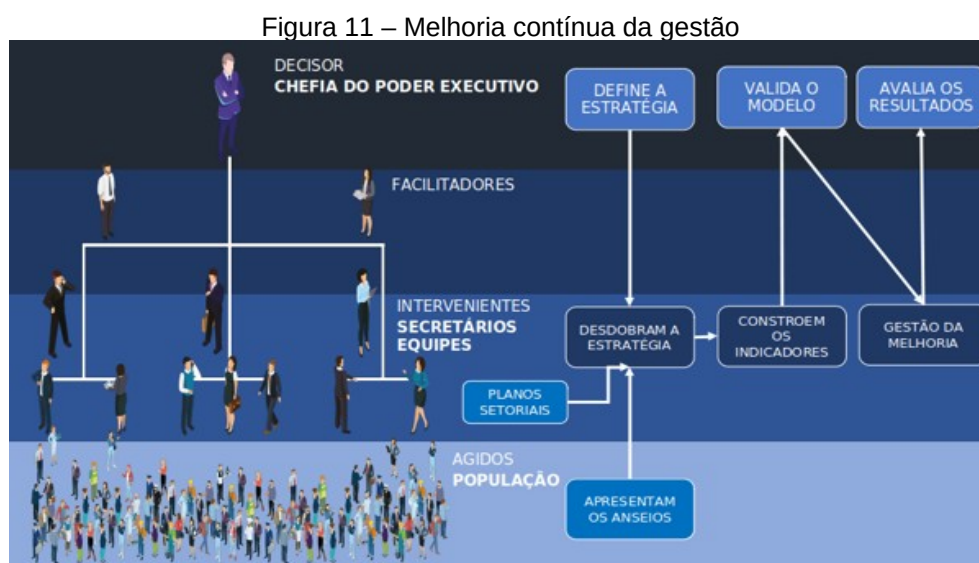 Figura 11 – Melhoria contínua da gestão
DECISOR
CHEFIA DO PODER EXECUTIVO
DEFINE A
ESTRATÉGIA
VALIDA O
MODELO
AVALIA OS
RESULTADOS
FACILITADORES
INTERVENIENTES
SECRETÁRIOS
EQUIPES
DESDOBRAM A
ESTRATÉGIA
CONSTROEM
OS
INDICADORES
GESTÃO DA
MELHORIA
PLANOS
SETORIAIS
AGIDOS
POPULAÇÃO
APRESENTAM
OS ANSEIOS